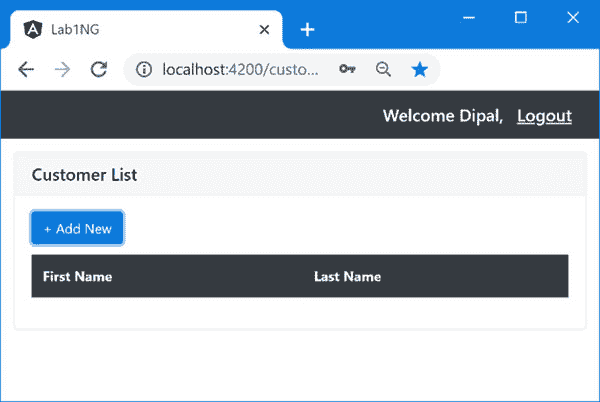 Lab1NG
localhost:4200/custo...
Welcome Dipal, Logout
Customer List
+ Add New
First Name Last Name